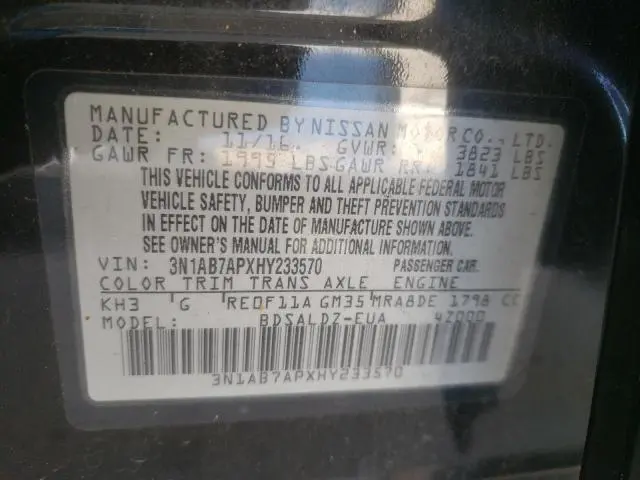 MANUFACTURED BY NISSAN MOTOR CO., LTD.
DATE: 11/16 GVWR: 3823 LBS
GAWR FR: 1995 LBS GAWR RR: 1841 LBS
THIS VEHICLE CONFORMS TO ALL APPLICABLE FEDERAL MOTOR
VEHICLE SAFETY, BUMPER AND THEFT PREVENTION STANDARDS
IN EFFECT ON THE DATE OF MANUFACTURE SHOWN ABOVE.
SEE OWNER'S MANUAL FOR ADDITIONAL INFORMATION.
VIN: 3N1AB7APXHY233570 PASSENGER CAR.
COLOR TRIM TRANS AXLE ENGINE
KH3 G RE0F11A GM35 MRA8DE 1798 CC
MODEL: BDSALDZ-EUA 4Z000
3N1AB7APXHY233570